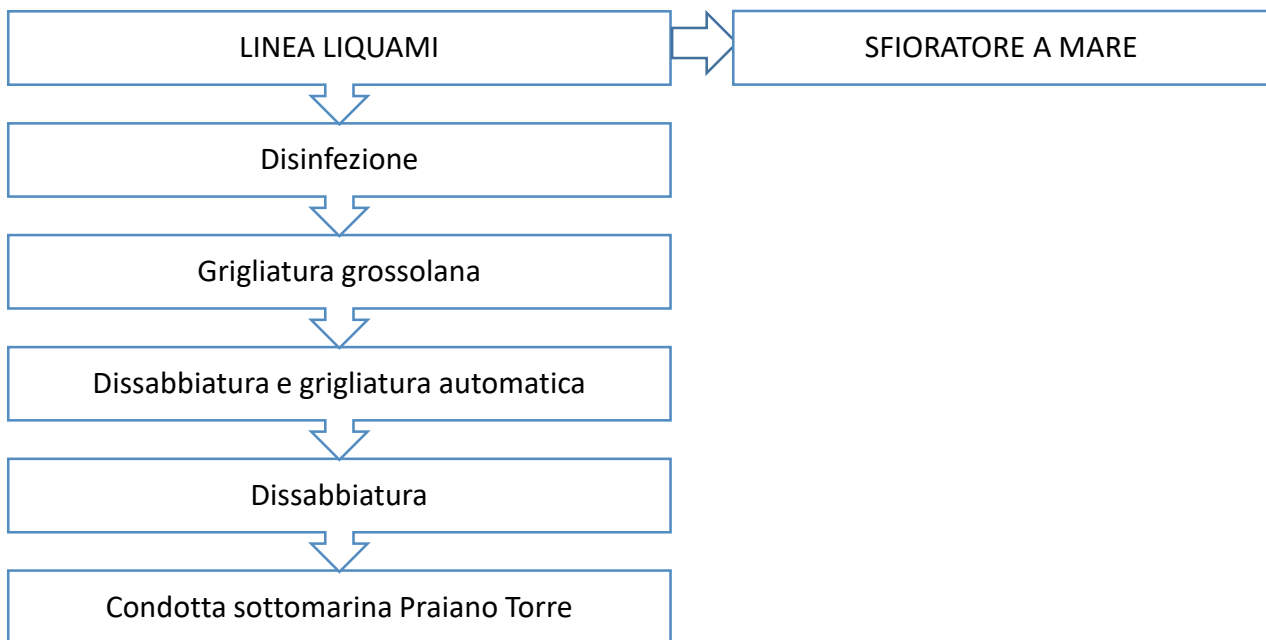 LINEA LIQUAMI
SFIORATORE A MARE
Disinfezione
Grigliatura grossolana
Dissabbiatura e grigliatura automatica
Dissabbiatura
Condotta sottomarina Praiano Torre